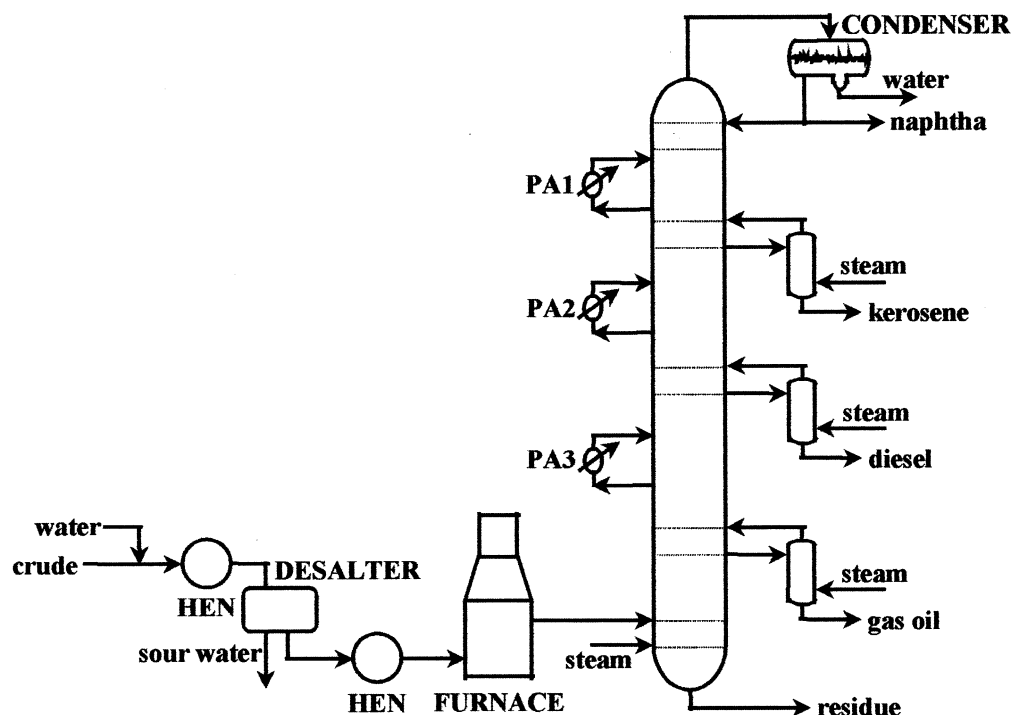 CONDENSER
water
naphtha
PA1
steam
kerosene
PA2
steam
diesel
PA3
water
crude
HEN
DESALTER
sour water
HEN
FURNACE
steam
steam
gas oil
residue